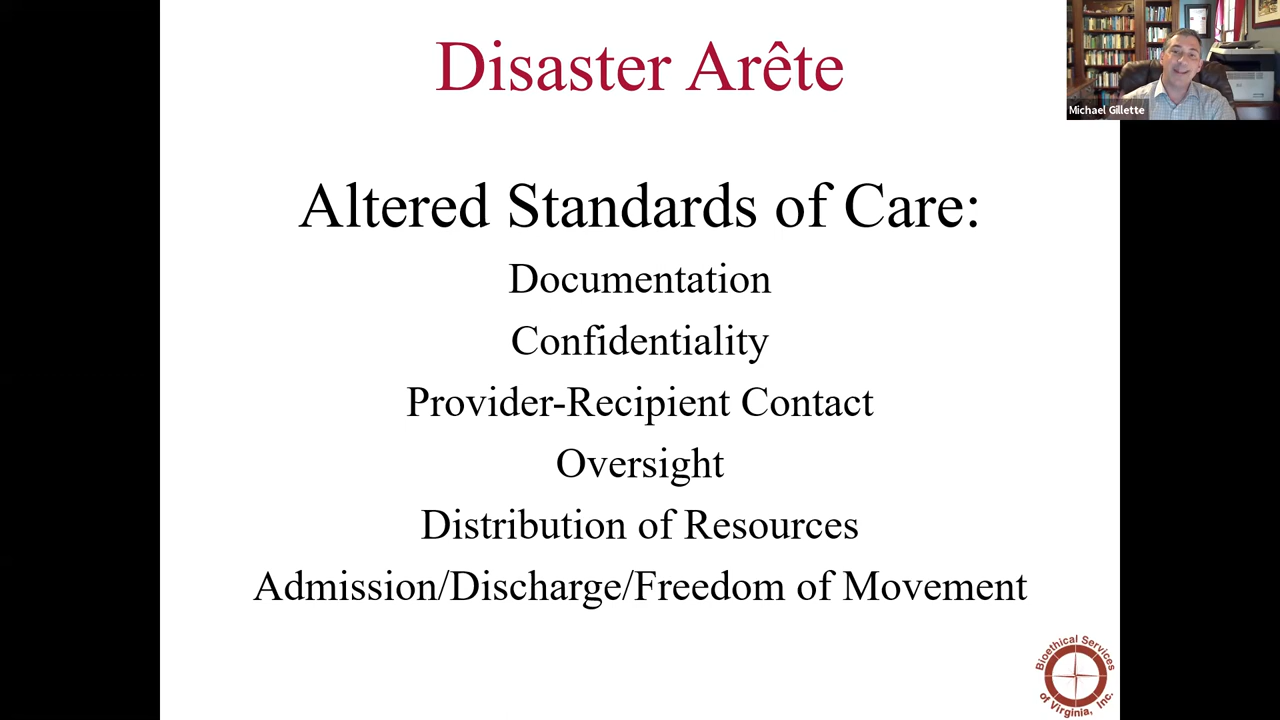 Disaster Arête
Michael Gillette
Altered Standards of Care:
Documentation
Confidentiality
Provider-Recipient Contact
Oversight
Distribution of Resources
Admission/Discharge/Freedom of Movement
Bioethical Services
of Virginia, Inc.